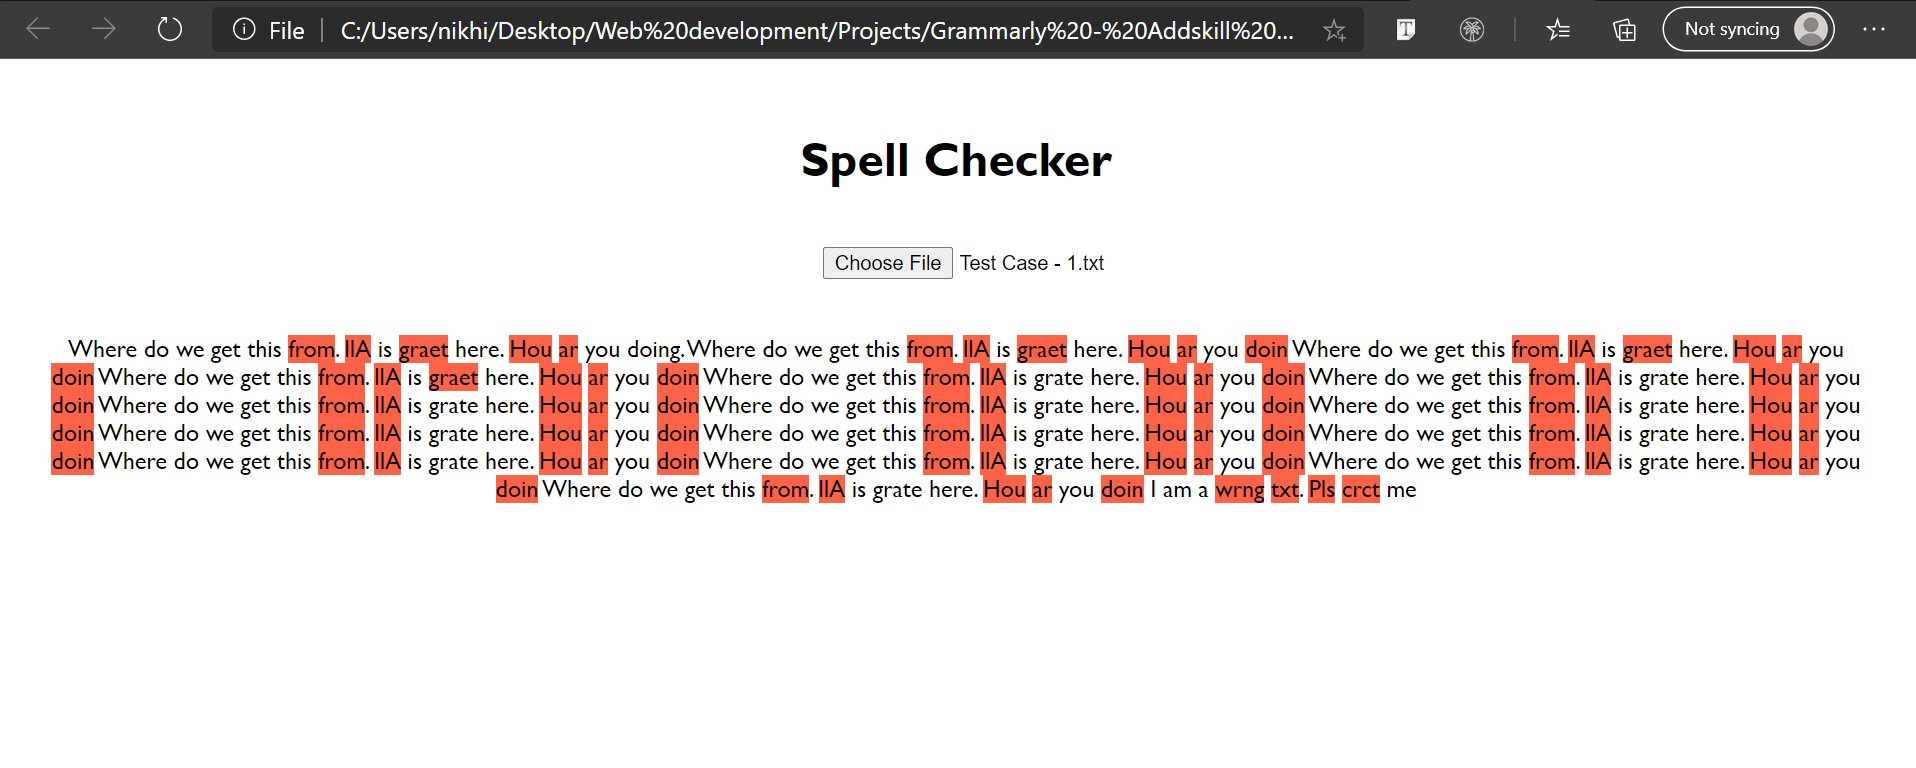 File | C:/Users/nikhi/Desktop/Web%20development/Projects/Grammarly%20-%20Addskill%20... Not syncing
Spell Checker
Choose File Test Case - 1.txt
Where do we get this from. IIA is graet here. Hou ar you doing.Where do we get this from. IIA is graet here. Hou ar you doin Where do we get this from. IIA is graet here. Hou ar you
doin Where do we get this from. IIA is graet here. Hou ar you doin Where do we get this from. IIA is grate here. Hou ar you doin Where do we get this from. IIA is grate here. Hou ar you
doin Where do we get this from. IIA is grate here. Hou ar you doin Where do we get this from. IIA is grate here. Hou ar you doin Where do we get this from. IIA is grate here. Hou ar you
doin Where do we get this from. IIA is grate here. Hou ar you doin Where do we get this from. IIA is grate here. Hou ar you doin Where do we get this from. IIA is grate here. Hou ar you
doin Where do we get this from. IIA is grate here. Hou ar you doin Where do we get this from. IIA is grate here. Hou ar you doin Where do we get this from. IIA is grate here. Hou ar you
doin Where do we get this from. IIA is grate here. Hou ar you doin I am a wrng txt. Pls crct me